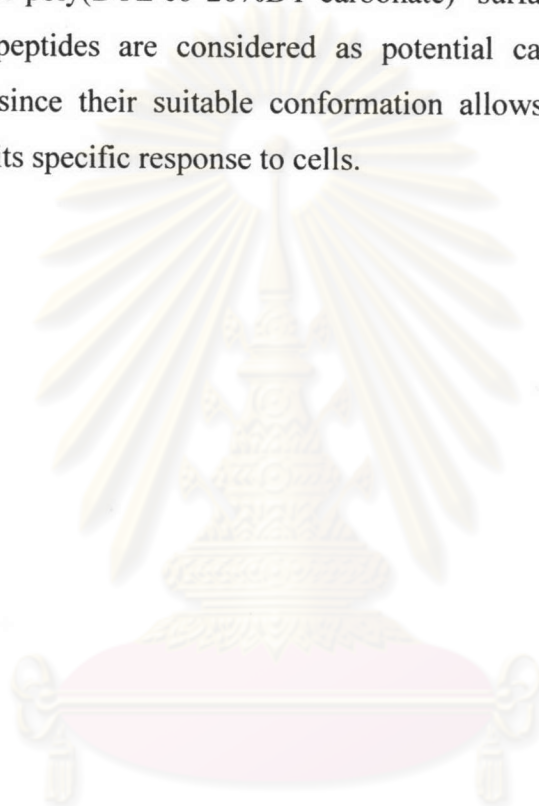 peptides are considered as potential ca
since their suitable conformation allows
its specific response to cells.